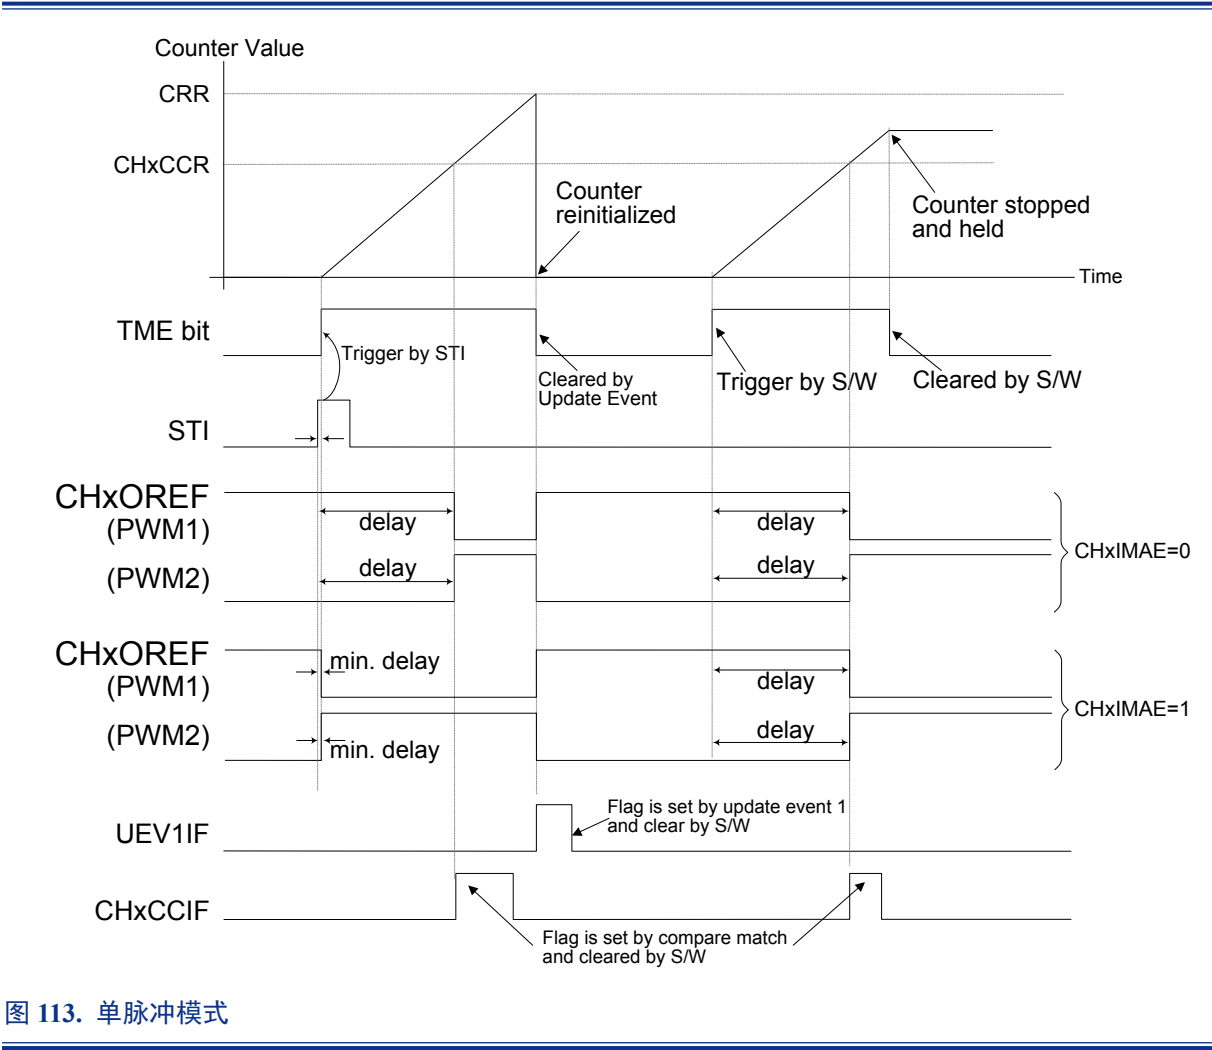 Counter Value
CRR
CHxCCR
Counter
reinitialized
Counter stopped
and held
Time
TME bit
Trigger by STI
Cleared by
Update Event
Trigger by S/W
Cleared by S/W
STI
CHxOREF
(PWM1)
delay
delay
(PWM2)
delay
delay
CHxIMAE=0
CHxOREF
(PWM1)
min. delay
delay
(PWM2)
min. delay
delay
CHxIMAE=1
UEV1IF
Flag is set by update event 1
and clear by S/W
CHxCCIF
Flag is set by compare match
and cleared by S/W
图 113. 单脉冲模式